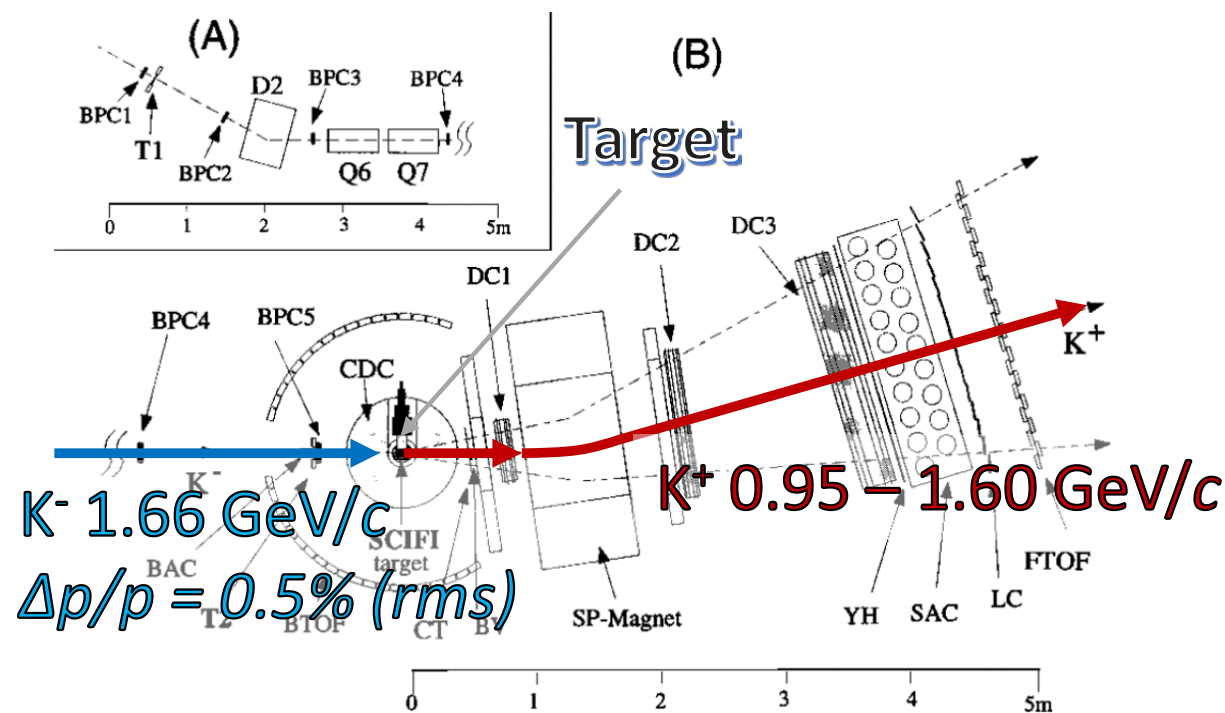 (A)
(B)
BPC1
T1
BPC2
D2
BPC3
BPC4
Q6
Q7
0 1 2 3 4 5m
Target
DC1
DC2
DC3
BPC4
BPC5
CDC
K⁺
K⁻
K⁻ 1.66 GeV/c
Δp/p = 0.5% (rms)
K⁺ 0.95 – 1.60 GeV/c
SCIFI
target
BAC
T2
BTOF
CT
BV
SP-Magnet
YH
SAC
LC
FTOF
0 1 2 3 4 5m